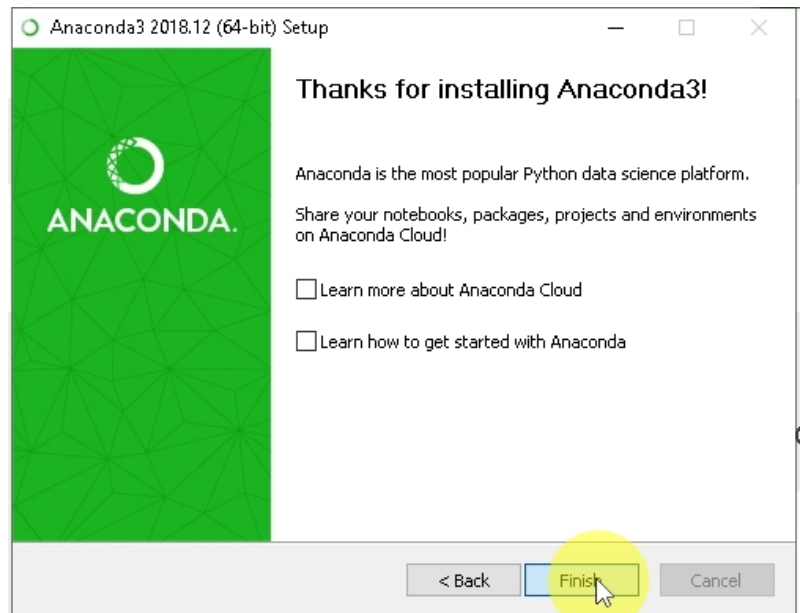 Anaconda3 2018.12 (64-bit) Setup
Thanks for installing Anaconda3!
ANACONDA.
Anaconda is the most popular Python data science platform.
Share your notebooks, packages, projects and environments
on Anaconda Cloud!
Learn more about Anaconda Cloud
Learn how to get started with Anaconda
< Back
Finish
Cancel